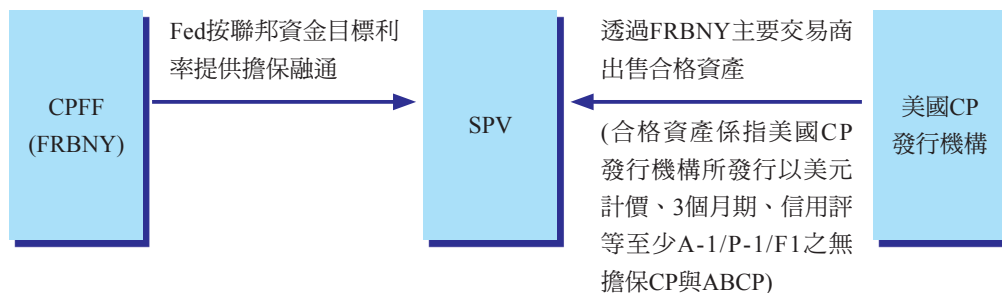 CPFF
(FRBNY)
Fed按聯邦資金目標利
率提供擔保融通
SPV
透過FRBNY主要交易商
出售合格資產
(合格資產係指美國CP
發行機構所發行以美元
計價、3個月期、信用評
等至少A-1/P-1/F1之無
擔保CP與ABCP)
美國CP
發行機構